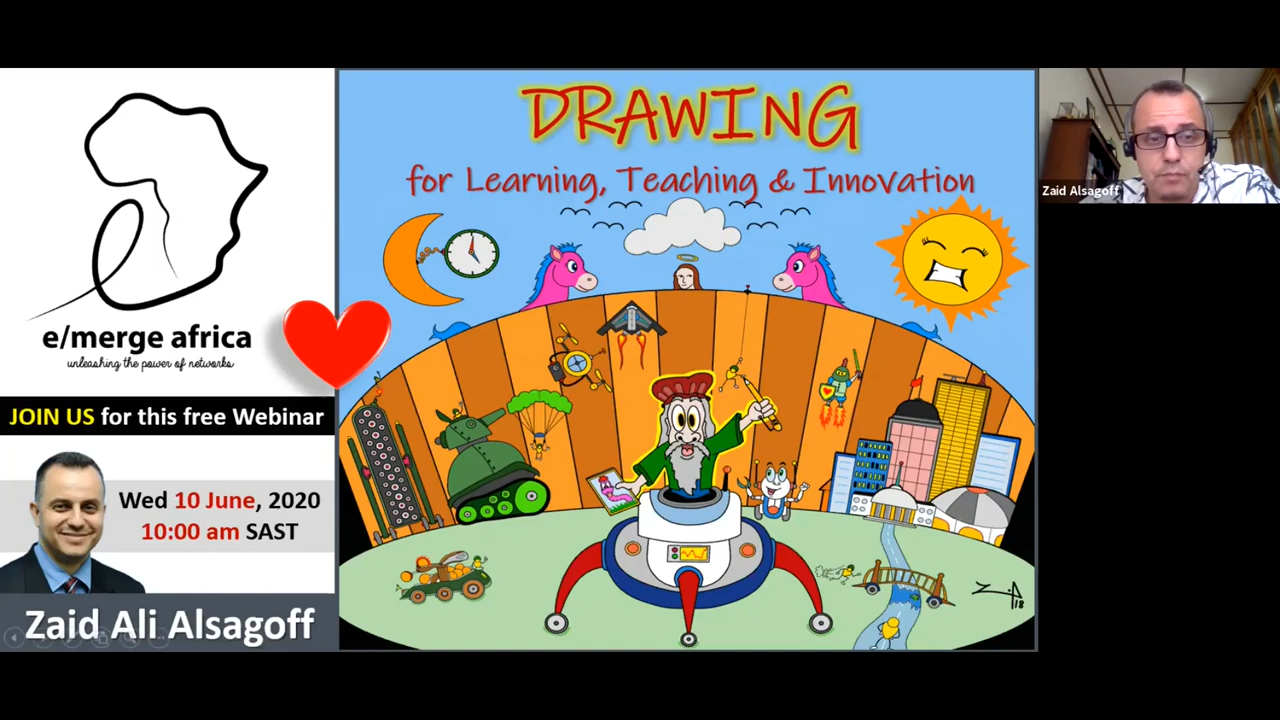 e/merge africa
unleashing the power of networks
JOIN US for this free Webinar
Wed 10 June, 2020
10:00 am SAST
Zaid Ali Alsagoff
DRAWING
for Learning, Teaching & Innovation
Zaid Alsagoff